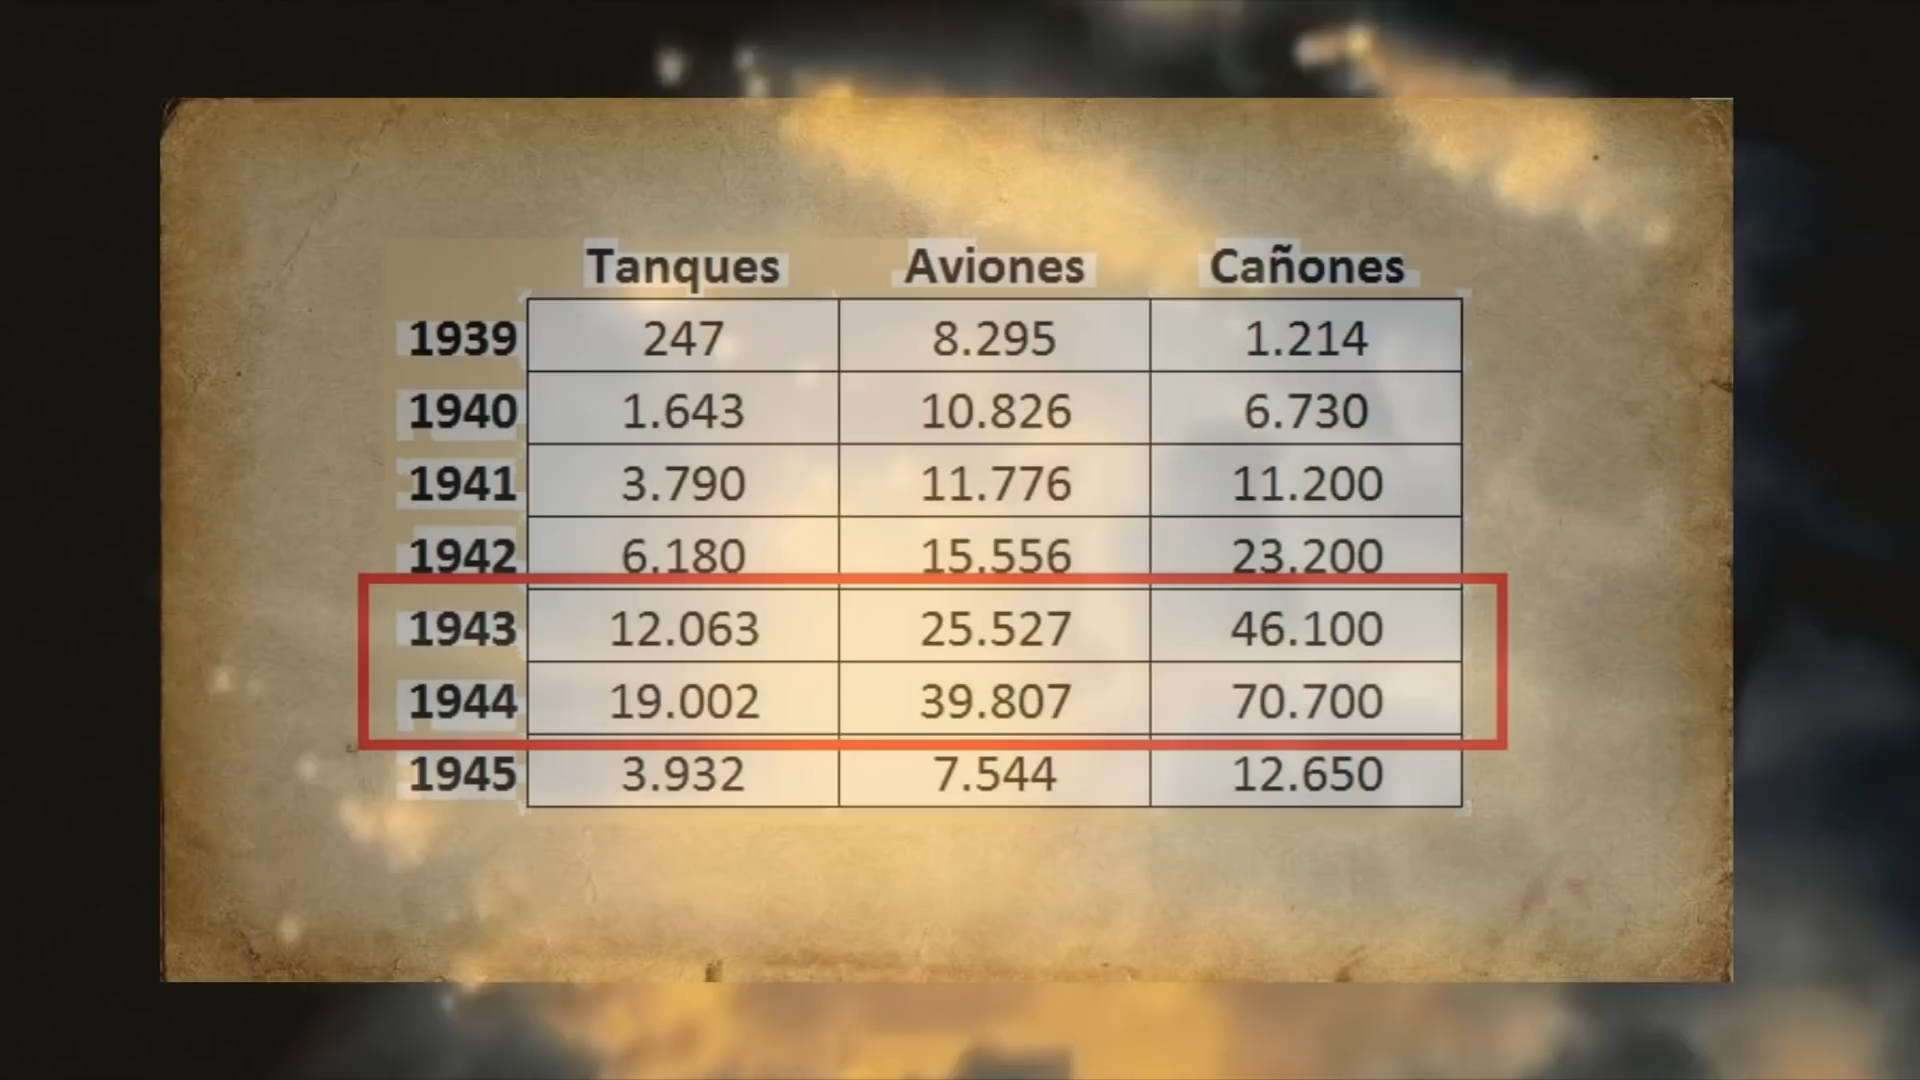 Tanques Aviones Cañones
1939 247 8.295 1.214
1940 1.643 10.826 6.730
1941 3.790 11.776 11.200
1942 6.180 15.556 23.200
1943 12.063 25.527 46.100
1944 19.002 39.807 70.700
1945 3.932 7.544 12.650